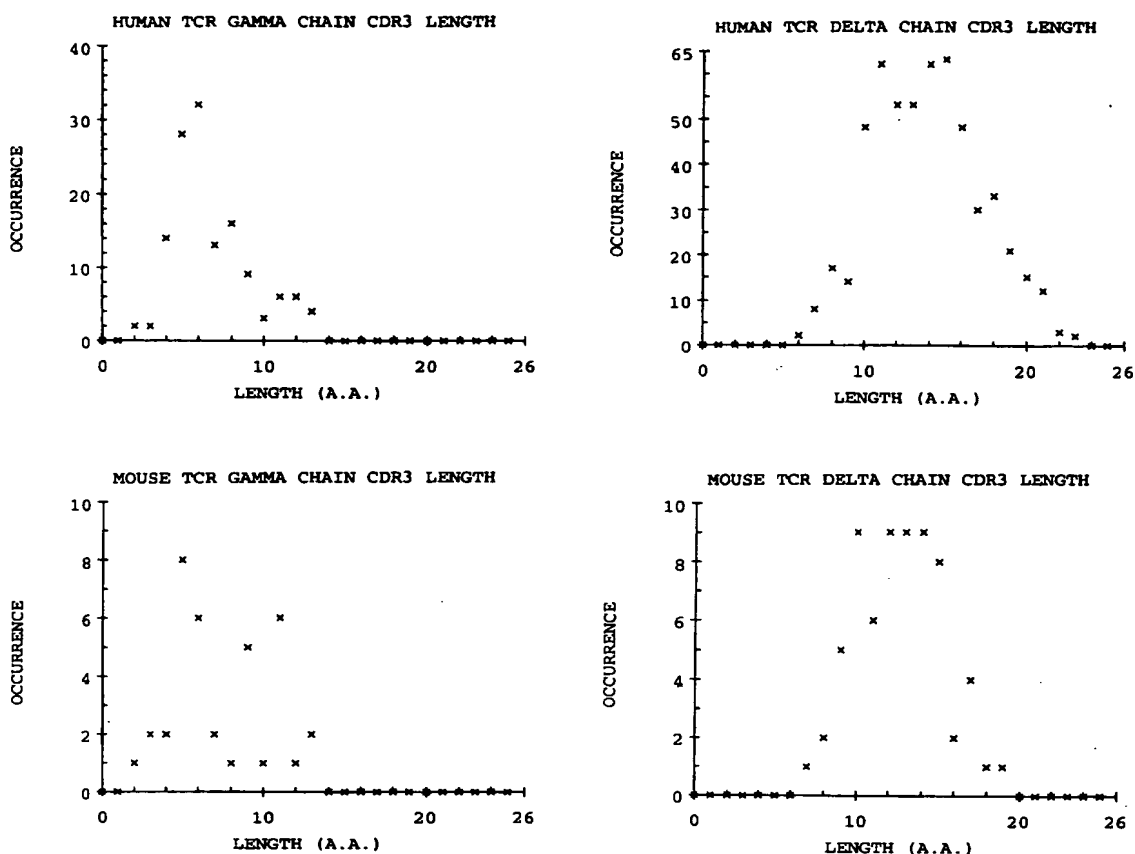 HUMAN TCR GAMMA CHAIN CDR3 LENGTH
40
30
20
10
0
OCCURRENCE
0 10 20 26
LENGTH (A.A.)
HUMAN TCR DELTA CHAIN CDR3 LENGTH
65
50
40
30
20
10
0
OCCURRENCE
0 10 20 26
LENGTH (A.A.)
MOUSE TCR GAMMA CHAIN CDR3 LENGTH
10
8
6
4
2
0
OCCURRENCE
0 10 20 26
LENGTH (A.A.)
MOUSE TCR DELTA CHAIN CDR3 LENGTH
10
8
6
4
2
0
OCCURRENCE
0 10 20 26
LENGTH (A.A.)